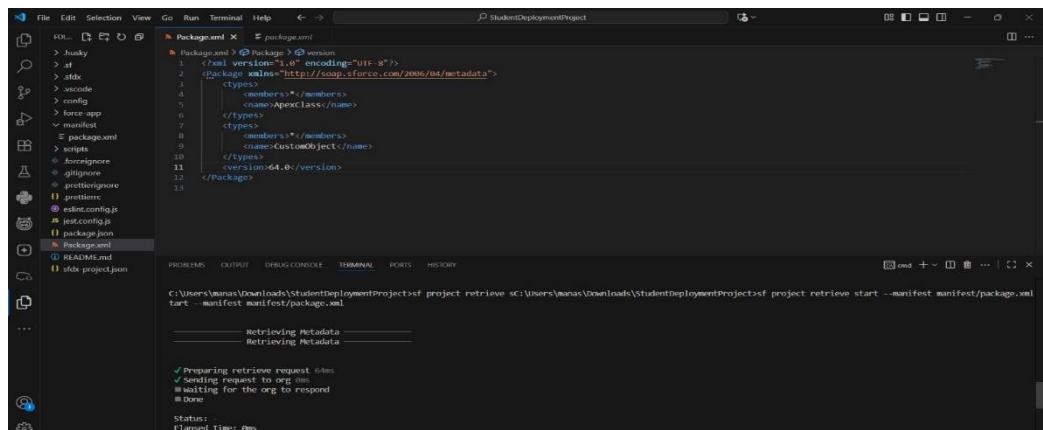 File Edit Selection View Go Run Terminal Help
StudentDeploymentProject
FOL...
> .husky
> .sf
> .sfdx
> .vscode
> config
> force-app
manifest
package.xml
> scripts
.forceignore
.gitignore
.prettierignore
.prettierrc
eslint.config.js
jest.config.js
package.json
Package.xml
README.md
sfdx-project.json
Package.xml × package.xml
Package.xml > Package > version
1 <?xml version="1.0" encoding="UTF-8"?>
2 <Package xmlns="http://soap.sforce.com/2006/04/metadata">
3 <types>
4 <members>*</members>
5 <name>ApexClass</name>
6 </types>
7 <types>
8 <members>*</members>
9 <name>CustomObject</name>
10 </types>
11 <version>64.0</version>
12 </Package>
13
PROBLEMS OUTPUT DEBUG CONSOLE TERMINAL PORTS HISTORY
cmd
C:\Users\manas\Downloads\StudentDeploymentProject>sf project retrieve sC:\Users\manas\Downloads\StudentDeploymentProject>sf project retrieve start --manifest manifest/package.xml
tart --manifest manifest/package.xml
Retrieving Metadata
Retrieving Metadata
✓ Preparing retrieve request 64ms
✓ Sending request to org 0ms
Waiting for the org to respond
Done
Status: -
Elapsed Time: 0ms